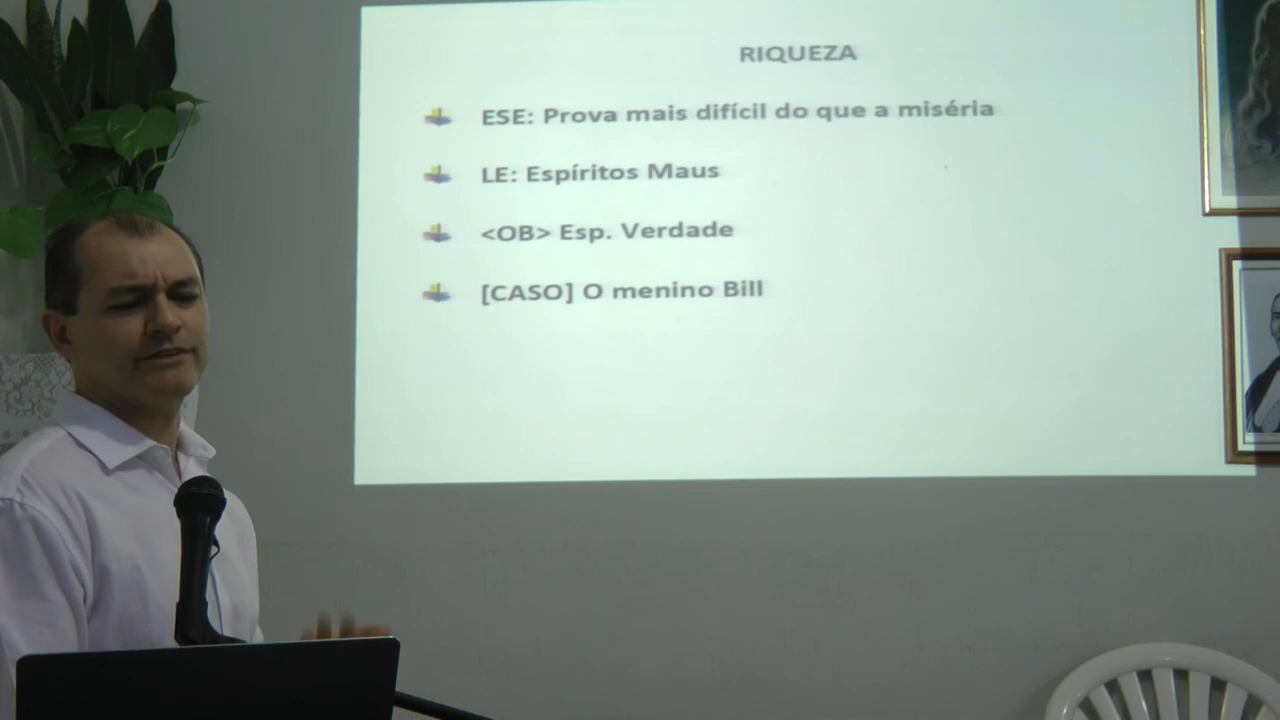 RIQUEZA
ESE: Prova mais difícil do que a miséria
LE: Espíritos Maus
<OB> Esp. Verdade
[CASO] O menino Bill